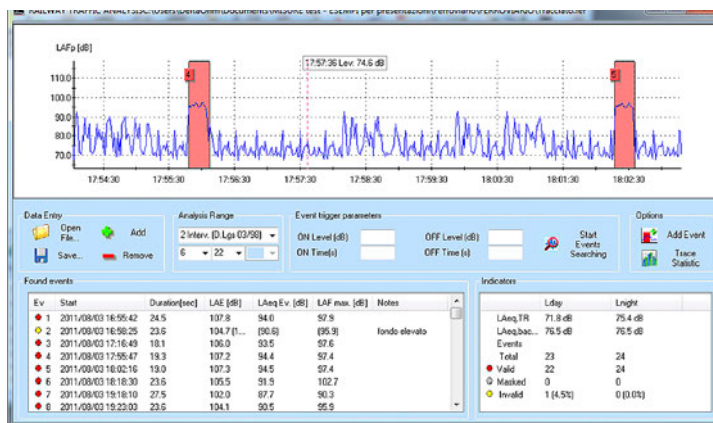 RAILWAY TRAFFIC ANALYSIS
LAFp [dB]
17:57:36 Lev: 74.6 dB
4
5
110.0
100.0
90.0
80.0
70.0
17:54:30 17:55:30 17:56:30 17:57:30 17:58:30 17:59:30 18:00:30 18:01:30 18:02:30
Data Entry
Open File...
Add
Save...
Remove
Analysis Range
2 Interv. (D.Lgs 03/98)
6 22
Event trigger parameters
ON Level (dB) OFF Level (dB)
ON Time(s) OFF Time (s)
Start Events Searching
Options
Add Event
Trace Statistic
Found events
Ev Start Duration[sec] LAE [dB] LAeq Ev. [dB] LAF max. [dB] Notes
1 2011/08/03 16:55:42 24.5 107.8 94.0 97.9
2 2011/08/03 16:58:25 23.6 104.7 (1... (90.6) (95.9) fondo elevato
3 2011/08/03 17:16:49 18.1 106.0 93.5 97.6
4 2011/08/03 17:55:47 19.3 107.2 94.4 97.4
5 2011/08/03 18:02:16 19.0 107.3 94.5 97.4
6 2011/08/03 18:18:30 23.6 105.5 91.9 102.7
7 2011/08/03 19:18:10 27.5 102.0 87.7 90.3
8 2011/08/03 19:23:03 23.6 104.1 90.5 95.9
Indicators
Lday Lnight
LAeq,TR 71.8 dB 75.4 dB
LAeq,bac... 76.5 dB 76.5 dB
Events
Total 23 24
Valid 22 24
Masked 0 0
Invalid 1 (4.5%) 0 (0.0%)